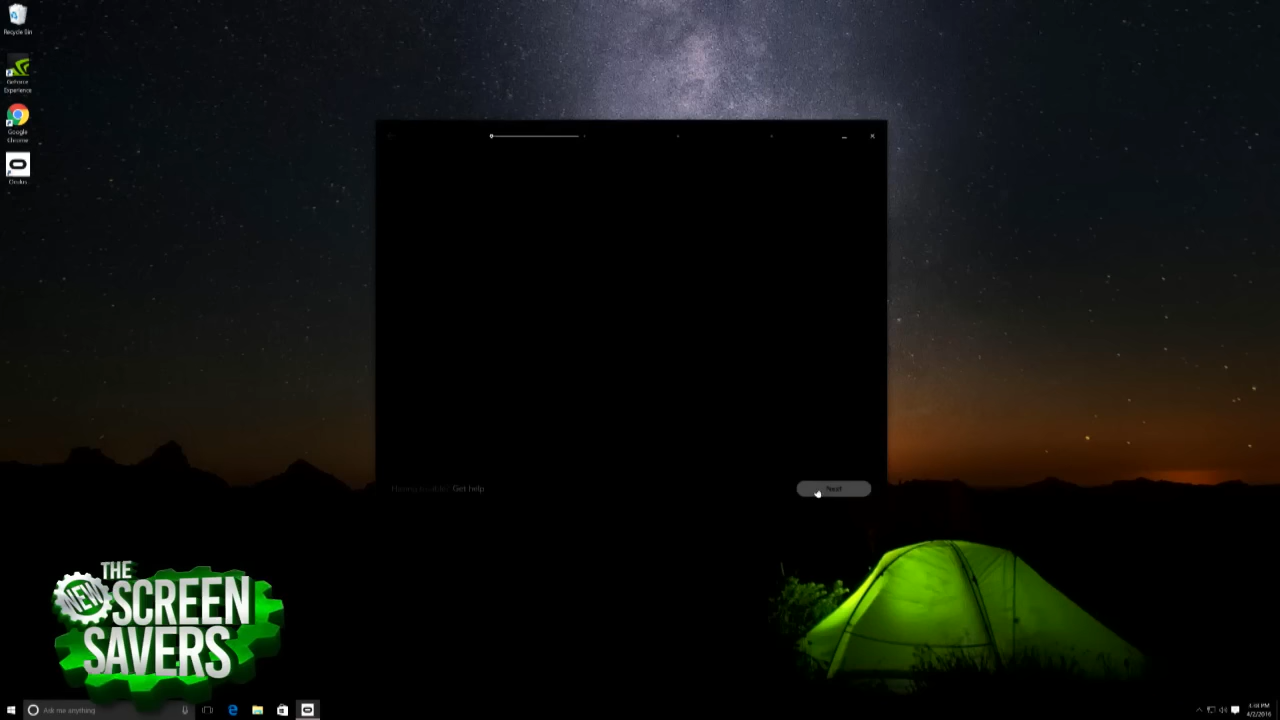 Recycle Bin
GeForce
Experience
Google
Chrome
Oculus
Get help
Next
THE
NEW
SCREEN
SAVERS
Ask me anything
4/2/2016